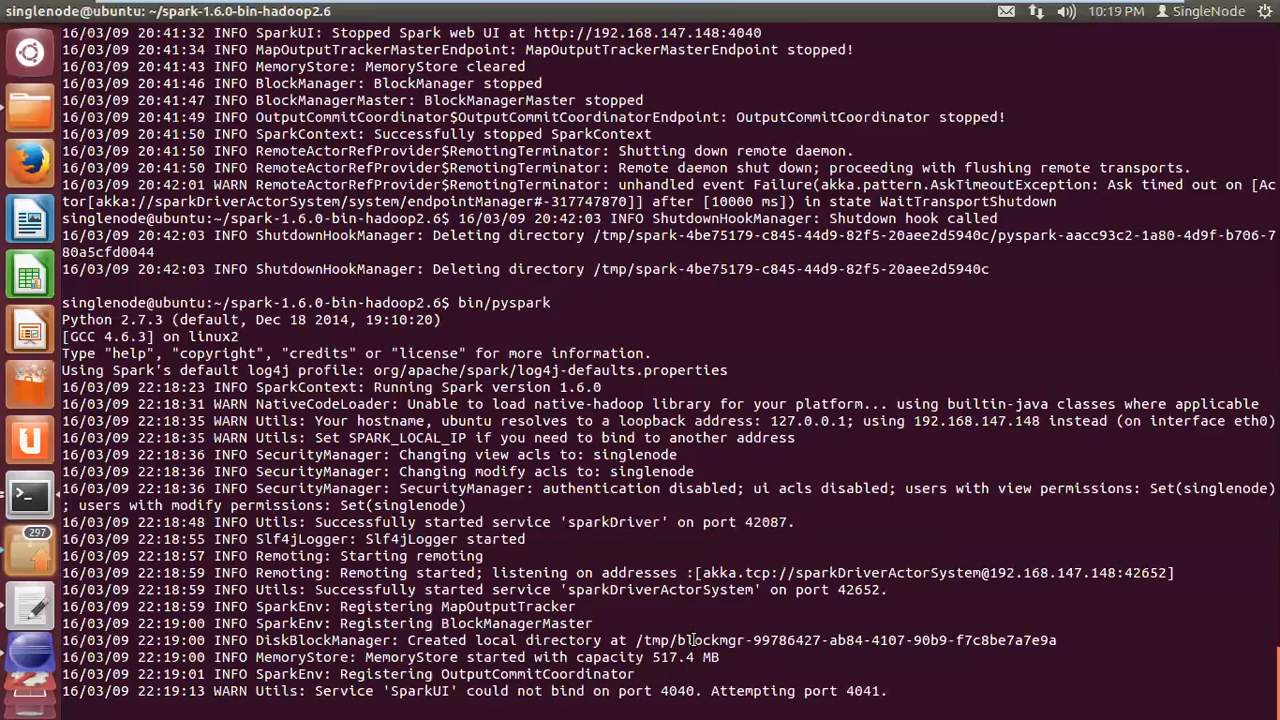 singlenode@ubuntu: ~/spark-1.6.0-bin-hadoop2.6
10:19 PM
SingleNode
16/03/09 20:41:32 INFO SparkUI: Stopped Spark web UI at http://192.168.147.148:4040
16/03/09 20:41:34 INFO MapOutputTrackerMasterEndpoint: MapOutputTrackerMasterEndpoint stopped!
16/03/09 20:41:43 INFO MemoryStore: MemoryStore cleared
16/03/09 20:41:46 INFO BlockManager: BlockManager stopped
16/03/09 20:41:47 INFO BlockManagerMaster: BlockManagerMaster stopped
16/03/09 20:41:49 INFO OutputCommitCoordinator$OutputCommitCoordinatorEndpoint: OutputCommitCoordinator stopped!
16/03/09 20:41:50 INFO SparkContext: Successfully stopped SparkContext
16/03/09 20:41:50 INFO RemoteActorRefProvider$RemotingTerminator: Shutting down remote daemon.
16/03/09 20:41:50 INFO RemoteActorRefProvider$RemotingTerminator: Remote daemon shut down; proceeding with flushing remote transports.
16/03/09 20:42:01 WARN RemoteActorRefProvider$RemotingTerminator: unhandled event Failure(akka.pattern.AskTimeoutException: Ask timed out on [Ac
tor[akka://sparkDriverActorSystem/system/endpointManager#-317747870]] after [10000 ms]) in state WaitTransportShutdown
singlenode@ubuntu:~/spark-1.6.0-bin-hadoop2.6$ 16/03/09 20:42:03 INFO ShutdownHookManager: Shutdown hook called
16/03/09 20:42:03 INFO ShutdownHookManager: Deleting directory /tmp/spark-4be75179-c845-44d9-82f5-20aee2d5940c/pyspark-aacc93c2-1a80-4d9f-b706-7
80a5cfd0044
16/03/09 20:42:03 INFO ShutdownHookManager: Deleting directory /tmp/spark-4be75179-c845-44d9-82f5-20aee2d5940c
singlenode@ubuntu:~/spark-1.6.0-bin-hadoop2.6$ bin/pyspark
Python 2.7.3 (default, Dec 18 2014, 19:10:20)
[GCC 4.6.3] on linux2
Type "help", "copyright", "credits" or "license" for more information.
Using Spark's default log4j profile: org/apache/spark/log4j-defaults.properties
16/03/09 22:18:23 INFO SparkContext: Running Spark version 1.6.0
16/03/09 22:18:31 WARN NativeCodeLoader: Unable to load native-hadoop library for your platform... using builtin-java classes where applicable
16/03/09 22:18:35 WARN Utils: Your hostname, ubuntu resolves to a loopback address: 127.0.0.1; using 192.168.147.148 instead (on interface eth0)
16/03/09 22:18:35 WARN Utils: Set SPARK_LOCAL_IP if you need to bind to another address
16/03/09 22:18:36 INFO SecurityManager: Changing view acls to: singlenode
16/03/09 22:18:36 INFO SecurityManager: Changing modify acls to: singlenode
16/03/09 22:18:36 INFO SecurityManager: SecurityManager: authentication disabled; ui acls disabled; users with view permissions: Set(singlenode)
; users with modify permissions: Set(singlenode)
16/03/09 22:18:48 INFO Utils: Successfully started service 'sparkDriver' on port 42087.
16/03/09 22:18:55 INFO Slf4jLogger: Slf4jLogger started
16/03/09 22:18:57 INFO Remoting: Starting remoting
16/03/09 22:18:59 INFO Remoting: Remoting started; listening on addresses :[akka.tcp://sparkDriverActorSystem@192.168.147.148:42652]
16/03/09 22:18:59 INFO Utils: Successfully started service 'sparkDriverActorSystem' on port 42652.
16/03/09 22:18:59 INFO SparkEnv: Registering MapOutputTracker
16/03/09 22:19:00 INFO SparkEnv: Registering BlockManagerMaster
16/03/09 22:19:00 INFO DiskBlockManager: Created local directory at /tmp/blockmgr-99786427-ab84-4107-90b9-f7c8be7a7e9a
16/03/09 22:19:00 INFO MemoryStore: MemoryStore started with capacity 517.4 MB
16/03/09 22:19:01 INFO SparkEnv: Registering OutputCommitCoordinator
16/03/09 22:19:13 WARN Utils: Service 'SparkUI' could not bind on port 4040. Attempting port 4041.
297